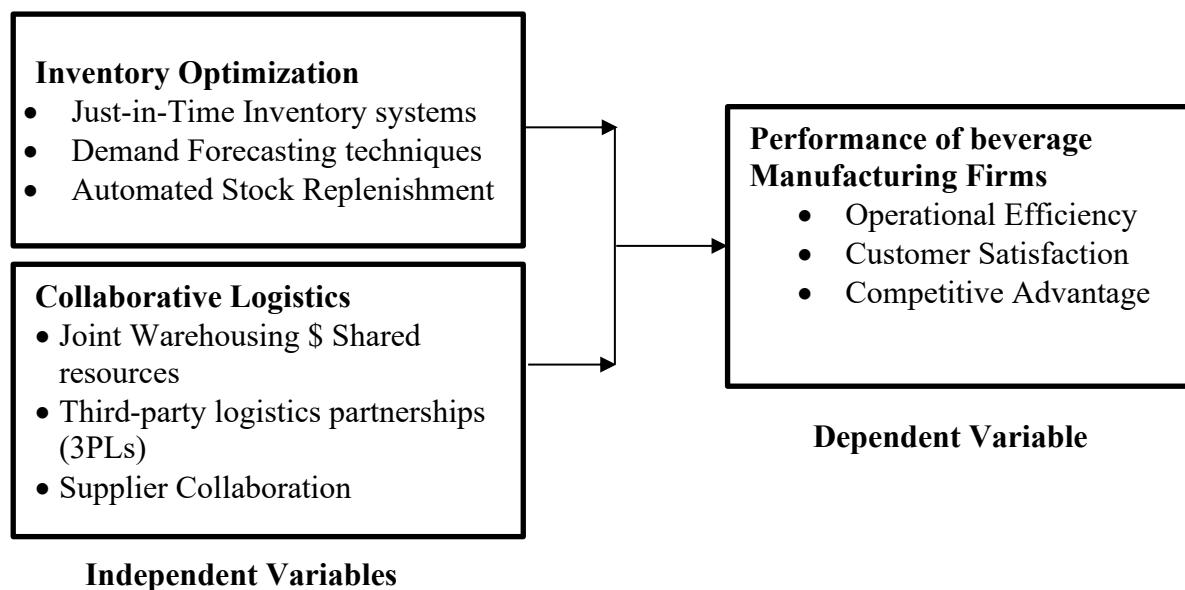 Inventory Optimization
• Just-in-Time Inventory systems
• Demand Forecasting techniques
• Automated Stock Replenishment
Collaborative Logistics
• Joint Warehousing $ Shared
resources
• Third-party logistics partnerships
(3PLs)
• Supplier Collaboration
Independent Variables
Performance of beverage
Manufacturing Firms
• Operational Efficiency
• Customer Satisfaction
• Competitive Advantage
Dependent Variable